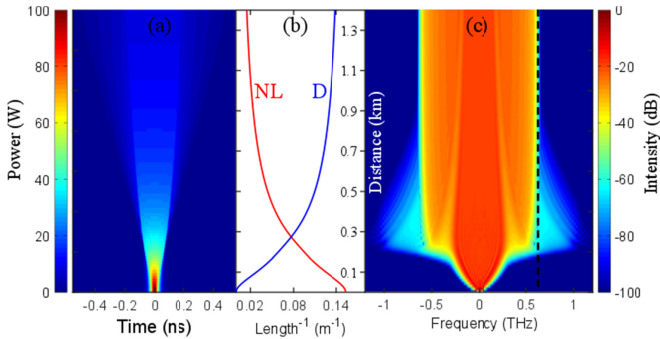 100
80
60
40
20
0
Power (W)
(a)
-0.4 -0.2 0 0.2 0.4
Time (ns)
(b)
NL
D
0.02 0.08 0.14
Length-1 (m-1)
1.3
1.1
0.9
0.7
0.5
0.3
0.1
Distance (km)
(c)
-1 -0.5 0 0.5 1
Frequency (THz)
0
-20
-40
-60
-80
-100
Intensity (dB)